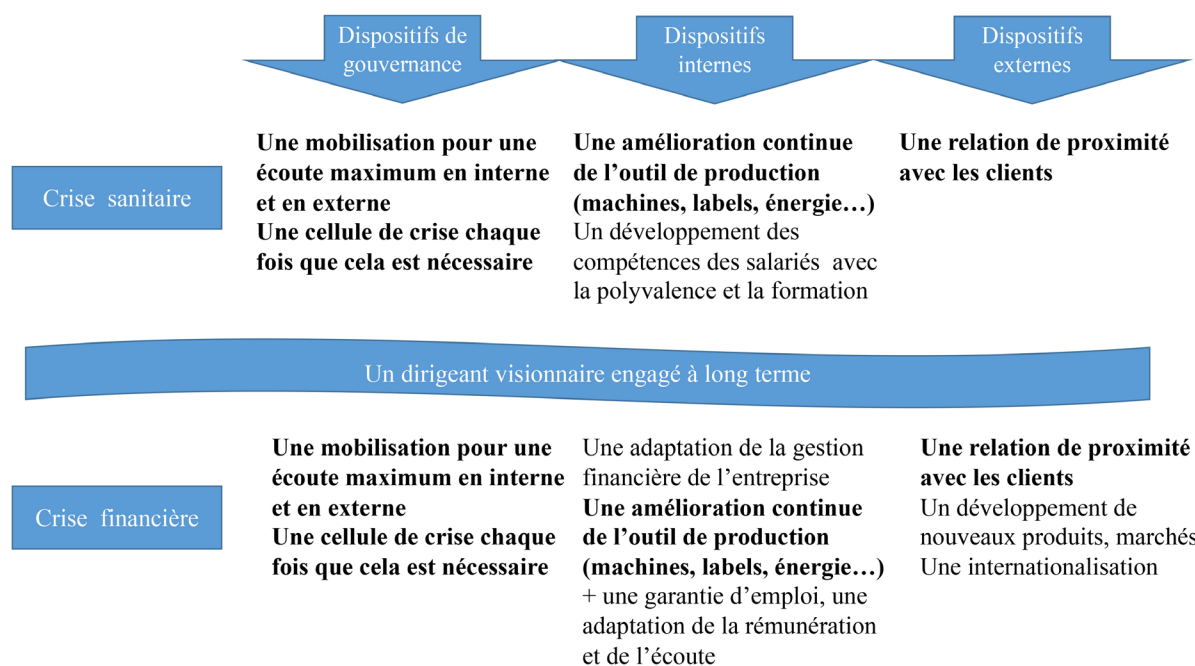 Dispositifs de
gouvernance
Dispositifs
internes
Dispositifs
externes
Crise sanitaire
Une mobilisation pour une
écoute maximum en interne
et en externe
Une cellule de crise chaque
fois que cela est nécessaire
Une amélioration continue
de l’outil de production
(machines, labels, énergie…)
Un développement des
compétences des salariés avec
la polyvalence et la formation
Une relation de proximité
avec les clients
Un dirigeant visionnaire engagé à long terme
Crise financière
Une mobilisation pour une
écoute maximum en interne
et en externe
Une cellule de crise chaque
fois que cela est nécessaire
Une adaptation de la gestion
financière de l’entreprise
Une amélioration continue
de l’outil de production
(machines, labels, énergie…)
+ une garantie d’emploi, une
adaptation de la rémunération
et de l’écoute
Une relation de proximité
avec les clients
Un développement de
nouveaux produits, marchés
Une internationalisation